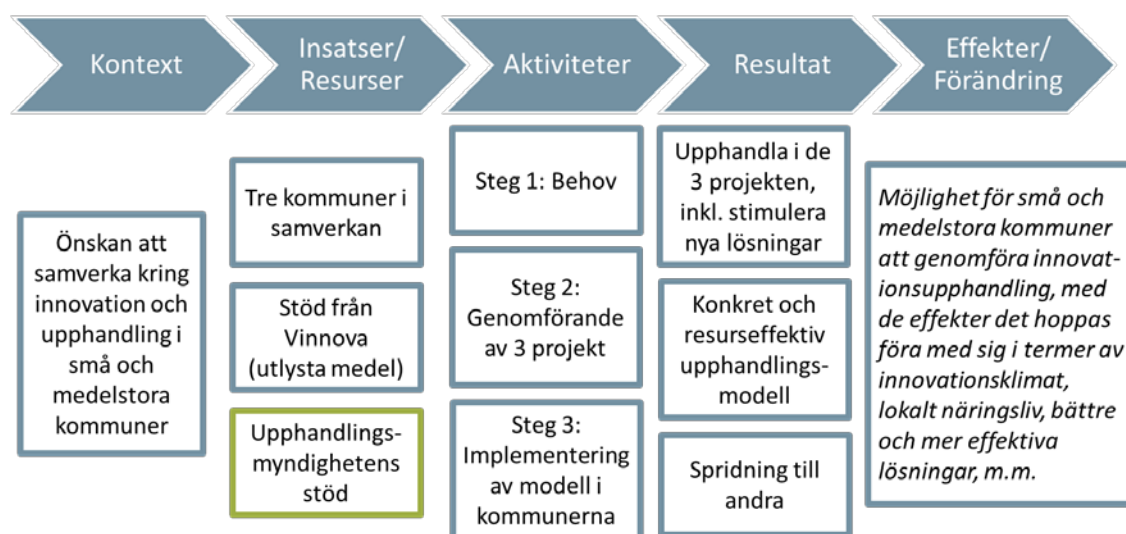 Kontext
Insatser/
Resurser
Aktiviteter
Resultat
Effekter/
Förändring
Önskan att
samverka kring
innovation och
upphandling i
små och
medelstora
kommuner
Tre kommuner i
samverkan
Stöd från
Vinnova
(utlysta medel)
Upphandlings-
myndighetens
stöd
Steg 1: Behov
Steg 2:
Genomförande
av 3 projekt
Steg 3:
Implementering
av modell i
kommunerna
Upphandla i de
3 projekten,
inkl. stimulera
nya lösningar
Konkret och
resurseffektiv
upphandlings-
modell
Spridning till
andra
Möjlighet för små och
medelstora kommuner
att genomföra innovat-
ionsupphandling, med
de effekter det hoppas
föra med sig i termer av
innovationsklimat,
lokalt näringsliv, bättre
och mer effektiva
lösningar, m.m.